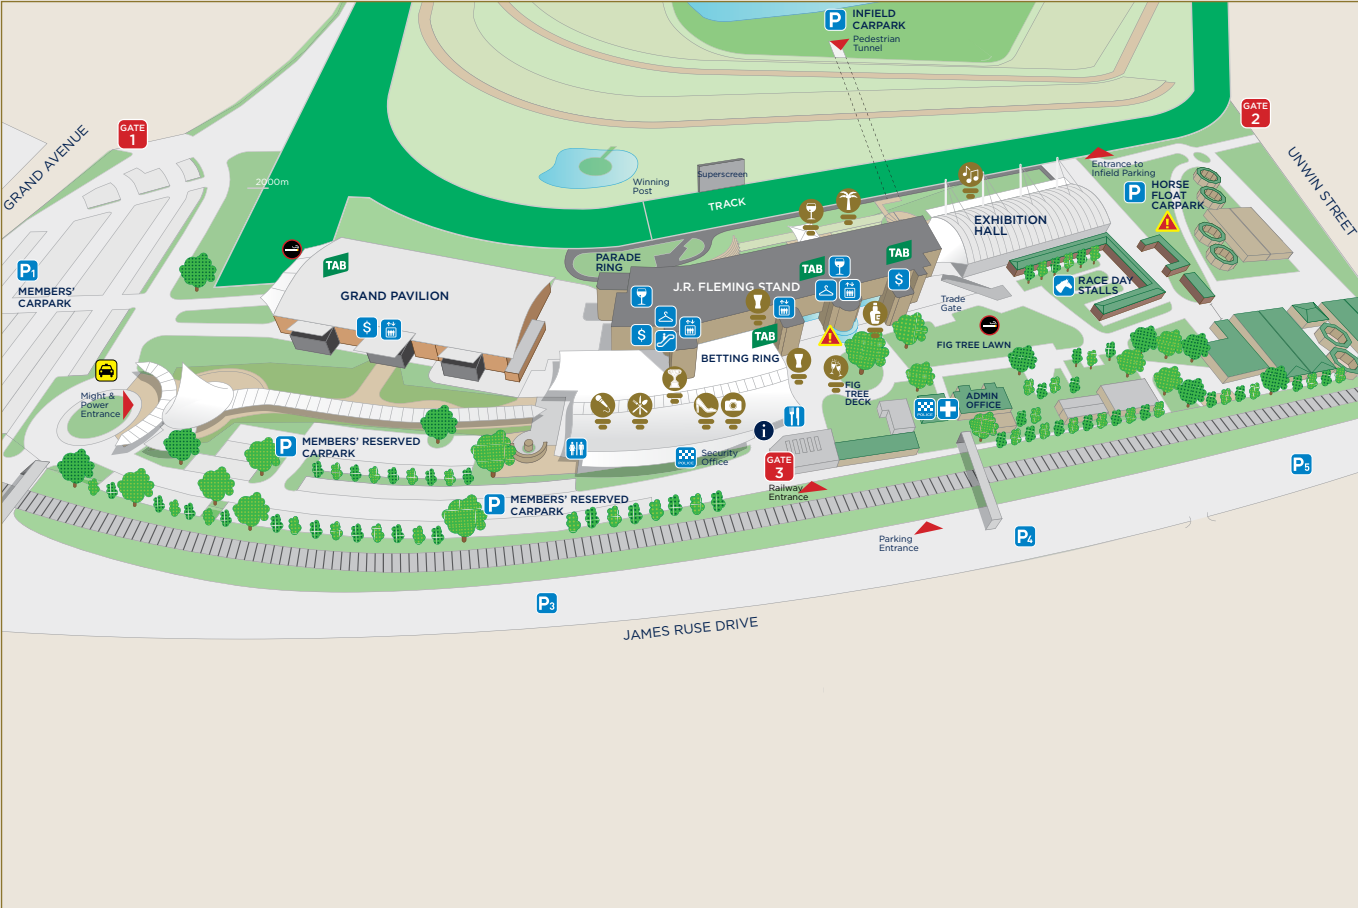 P
INFIELD
CARPARK
Pedestrian
Tunnel
GATE
1
GATE
2
GRAND AVENUE
UNWIN STREET
Entrance to
Infield Parking
P
HORSE
FLOAT
CARPARK
2000m
Winning
Post
Superscreen
TRACK
EXHIBITION
HALL
P1
MEMBERS'
CARPARK
TAB
PARADE
RING
TAB
TAB
GRAND PAVILION
J.R. FLEMING STAND
RACE DAY
STALLS
Trade
Gate
$
$
$
TAB
BETTING RING
FIG TREE LAWN
Might &
Power
Entrance
FIG
TREE
DECK
ADMIN
OFFICE
POLICE
P
MEMBERS' RESERVED
CARPARK
i
POLICE
Security
Office
GATE
3
Railway
Entrance
P
MEMBERS' RESERVED
CARPARK
P5
P4
Parking
Entrance
P3
JAMES RUSE DRIVE